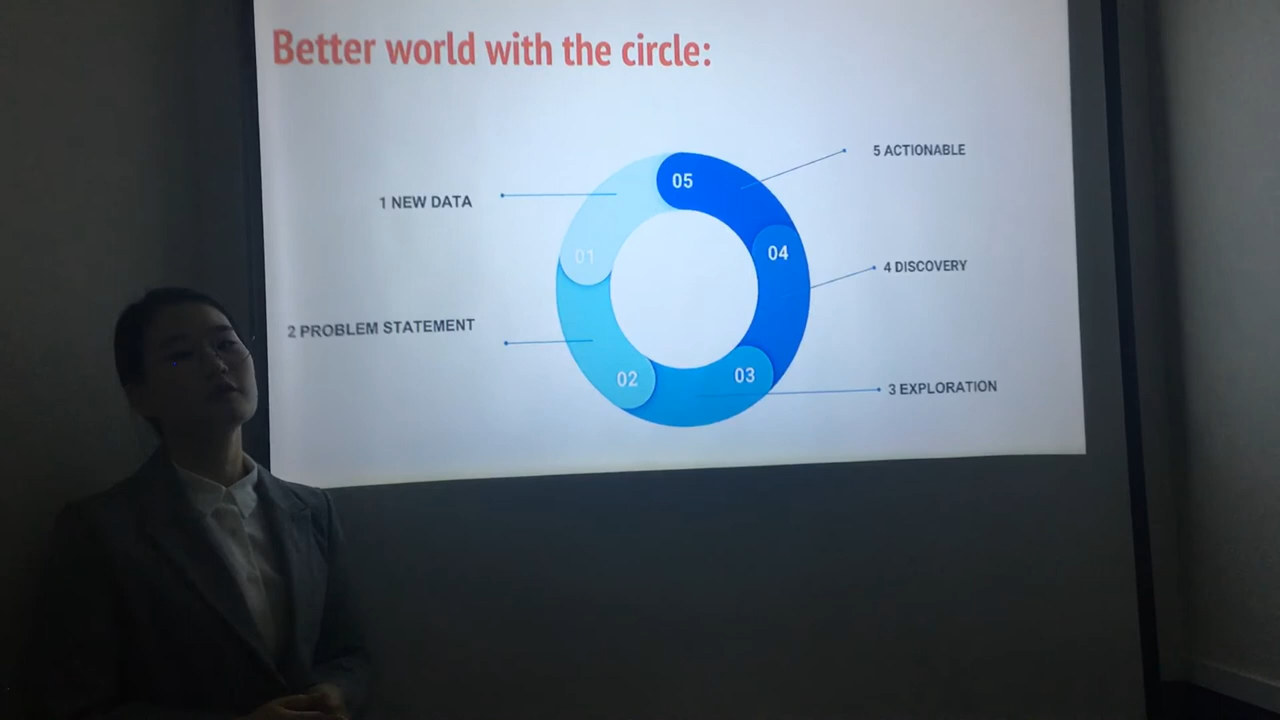 Better world with the circle:
1 NEW DATA
2 PROBLEM STATEMENT
3 EXPLORATION
4 DISCOVERY
5 ACTIONABLE
01
02
03
04
05